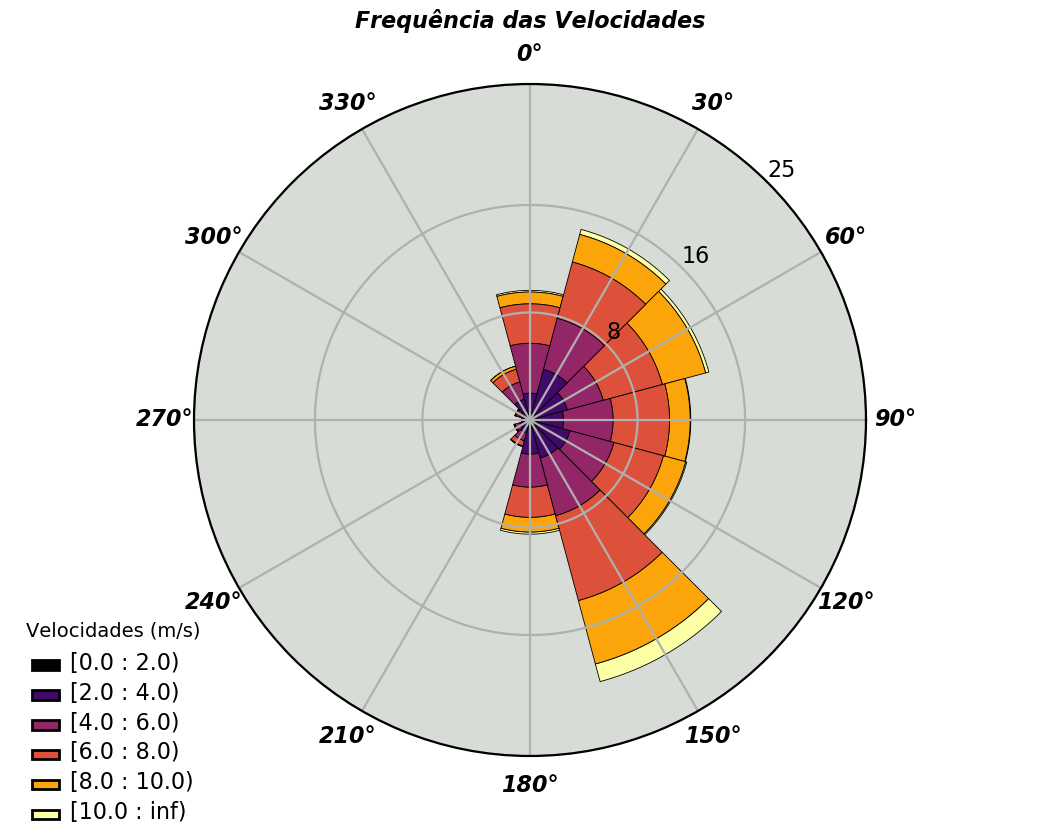 Frequência das Velocidades
0°
330°
30°
25
300°
60°
16
8
270°
90°
240°
120°
210°
150°
180°
Velocidades (m/s)
[0.0 : 2.0)
[2.0 : 4.0)
[4.0 : 6.0)
[6.0 : 8.0)
[8.0 : 10.0)
[10.0 : inf)